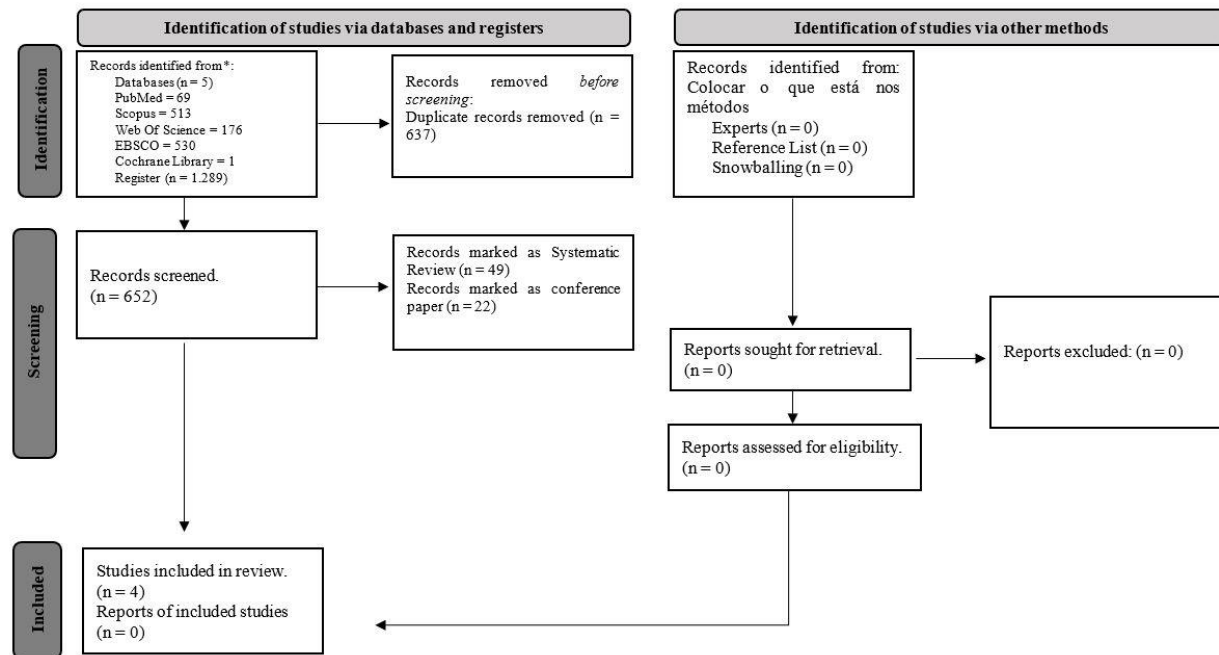 Identification of studies via databases and registers
Identification of studies via other methods
Identification
Records identified from*:
Databases (n = 5)
PubMed = 69
Scopus = 513
Web Of Science = 176
EBSCO = 530
Cochrane Library = 1
Register (n = 1.289)
Records removed before
screening:
Duplicate records removed (n =
637)
Records identified from:
Colocar o que está nos
métodos
Experts (n = 0)
Reference List (n = 0)
Snowballing (n = 0)
Screening
Records screened.
(n = 652)
Records marked as Systematic
Review (n = 49)
Records marked as conference
paper (n = 22)
Reports sought for retrieval.
(n = 0)
Reports excluded: (n = 0)
Reports assessed for eligibility.
(n = 0)
Included
Studies included in review.
(n = 4)
Reports of included studies
(n = 0)